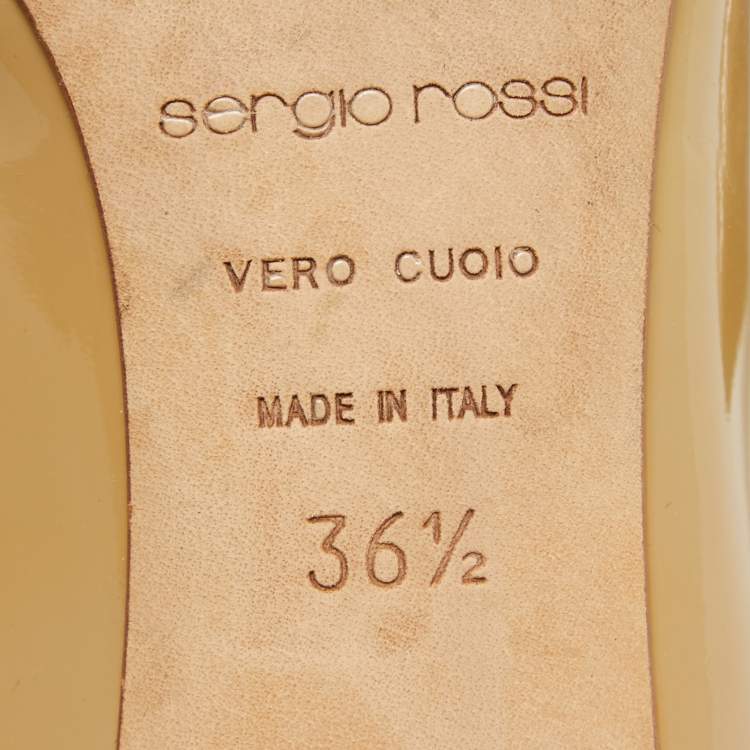 sergio rossi
VERO CUOIO
MADE IN ITALY
36½